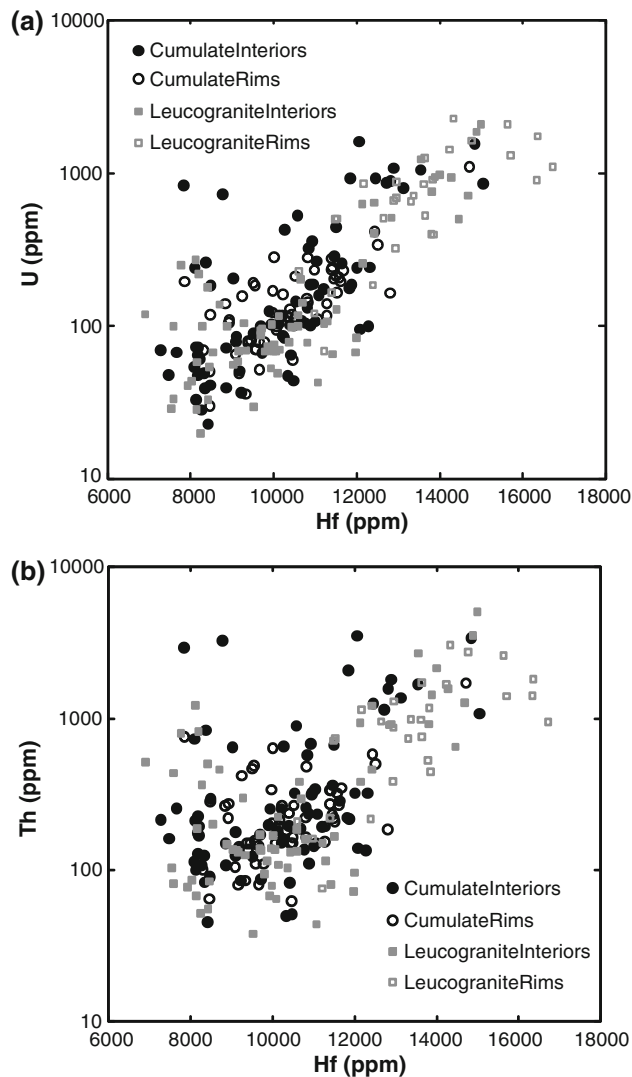 (a)
10000
CumulateInteriors
CumulateRims
LeucograniteInteriors
LeucograniteRims
1000
U (ppm)
100
10
6000 8000 10000 12000 14000 16000 18000
Hf (ppm)
(b)
10000
1000
Th (ppm)
100
CumulateInteriors
CumulateRims
LeucograniteInteriors
LeucograniteRims
10
6000 8000 10000 12000 14000 16000 18000
Hf (ppm)